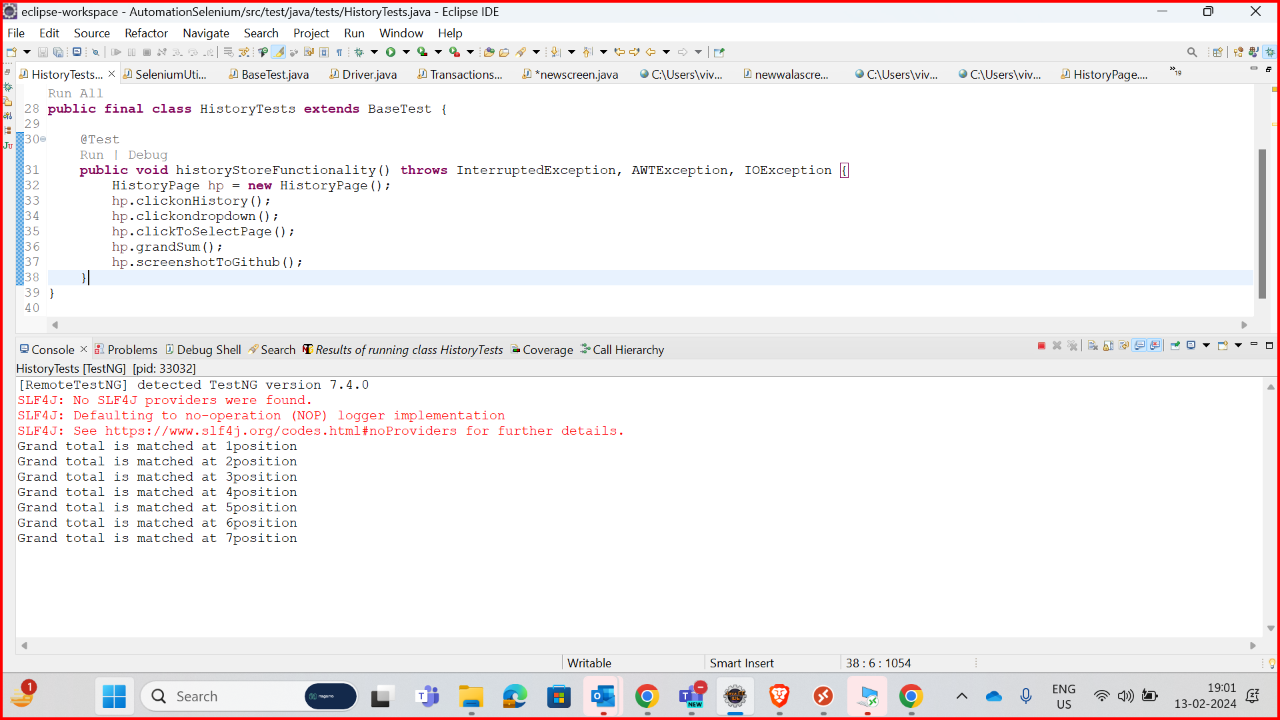 eclipse-workspace - AutomationSelenium/src/test/java/tests/HistoryTests.java - Eclipse IDE
File Edit Source Refactor Navigate Search Project Run Window Help
HistoryTests... SeleniumUti... BaseTest.java Driver.java Transactions... *newscreen.java C:\Users\viv... newwalascre... C:\Users\viv... C:\Users\viv... HistoryPage.... »19
Run All
28 public final class HistoryTests extends BaseTest {
29
30 @Test
Run | Debug
31 public void historyStoreFunctionality() throws InterruptedException, AWTException, IOException {
32 HistoryPage hp = new HistoryPage();
33 hp.clickonHistory();
34 hp.clickondropdown();
35 hp.clickToSelectPage();
36 hp.grandSum();
37 hp.screenshotToGithub();
38 }
39 }
40
Console Problems Debug Shell Search Results of running class HistoryTests Coverage Call Hierarchy
HistoryTests [TestNG] [pid: 33032]
[RemoteTestNG] detected TestNG version 7.4.0
SLF4J: No SLF4J providers were found.
SLF4J: Defaulting to no-operation (NOP) logger implementation
SLF4J: See https://www.slf4j.org/codes.html#noProviders for further details.
Grand total is matched at 1position
Grand total is matched at 2position
Grand total is matched at 3position
Grand total is matched at 4position
Grand total is matched at 5position
Grand total is matched at 6position
Grand total is matched at 7position
Writable Smart Insert 38 : 6 : 1054
1 Search NEW ENG 19:01
US 13-02-2024